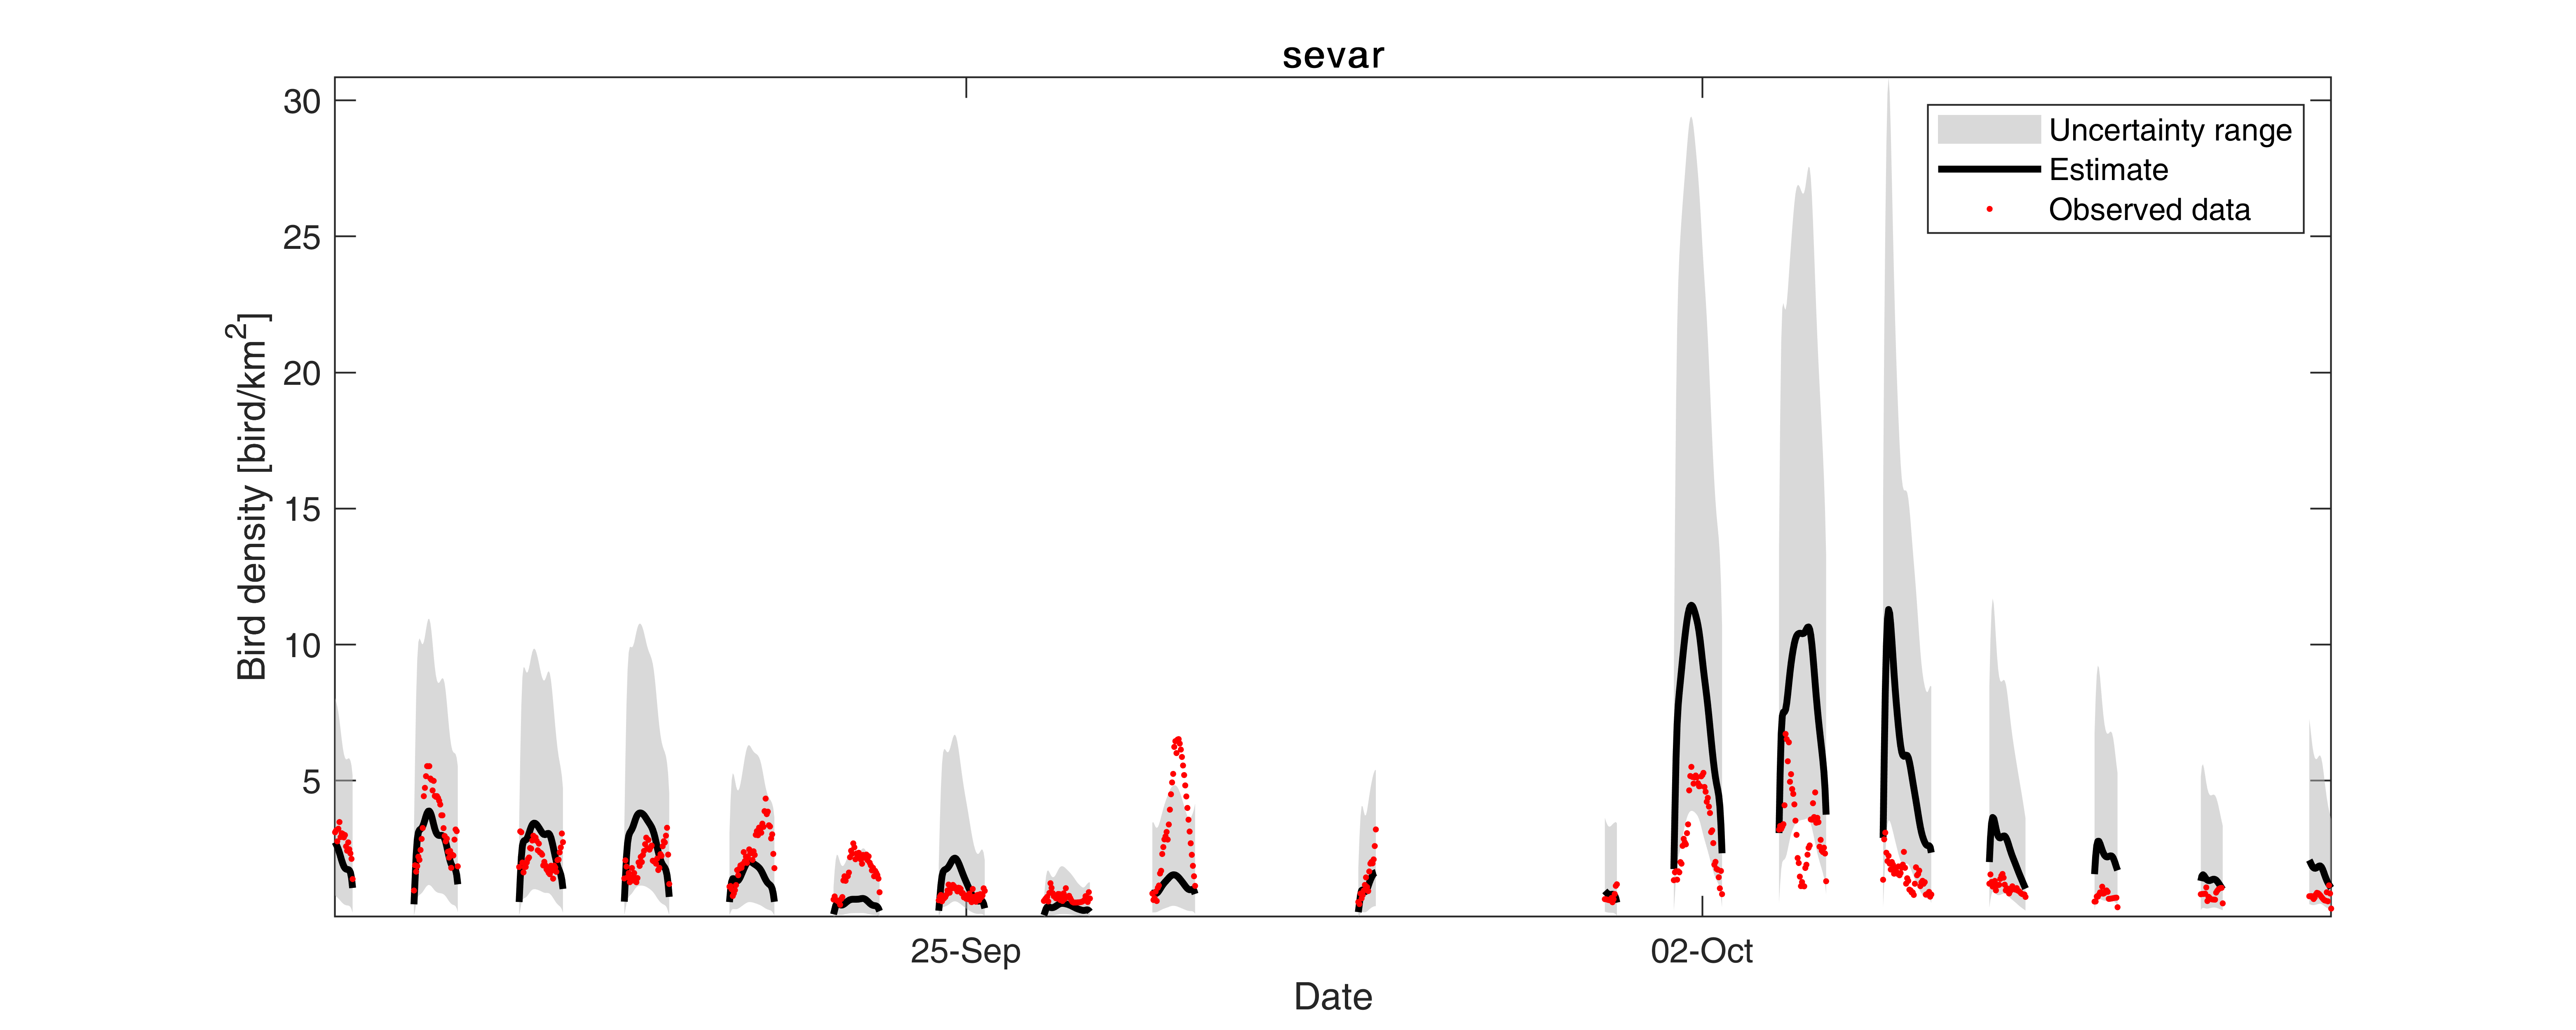 sevar
30
25
20
15
10
5
Bird density [bird/km²]
Uncertainty range
Estimate
Observed data
25-Sep
02-Oct
Date